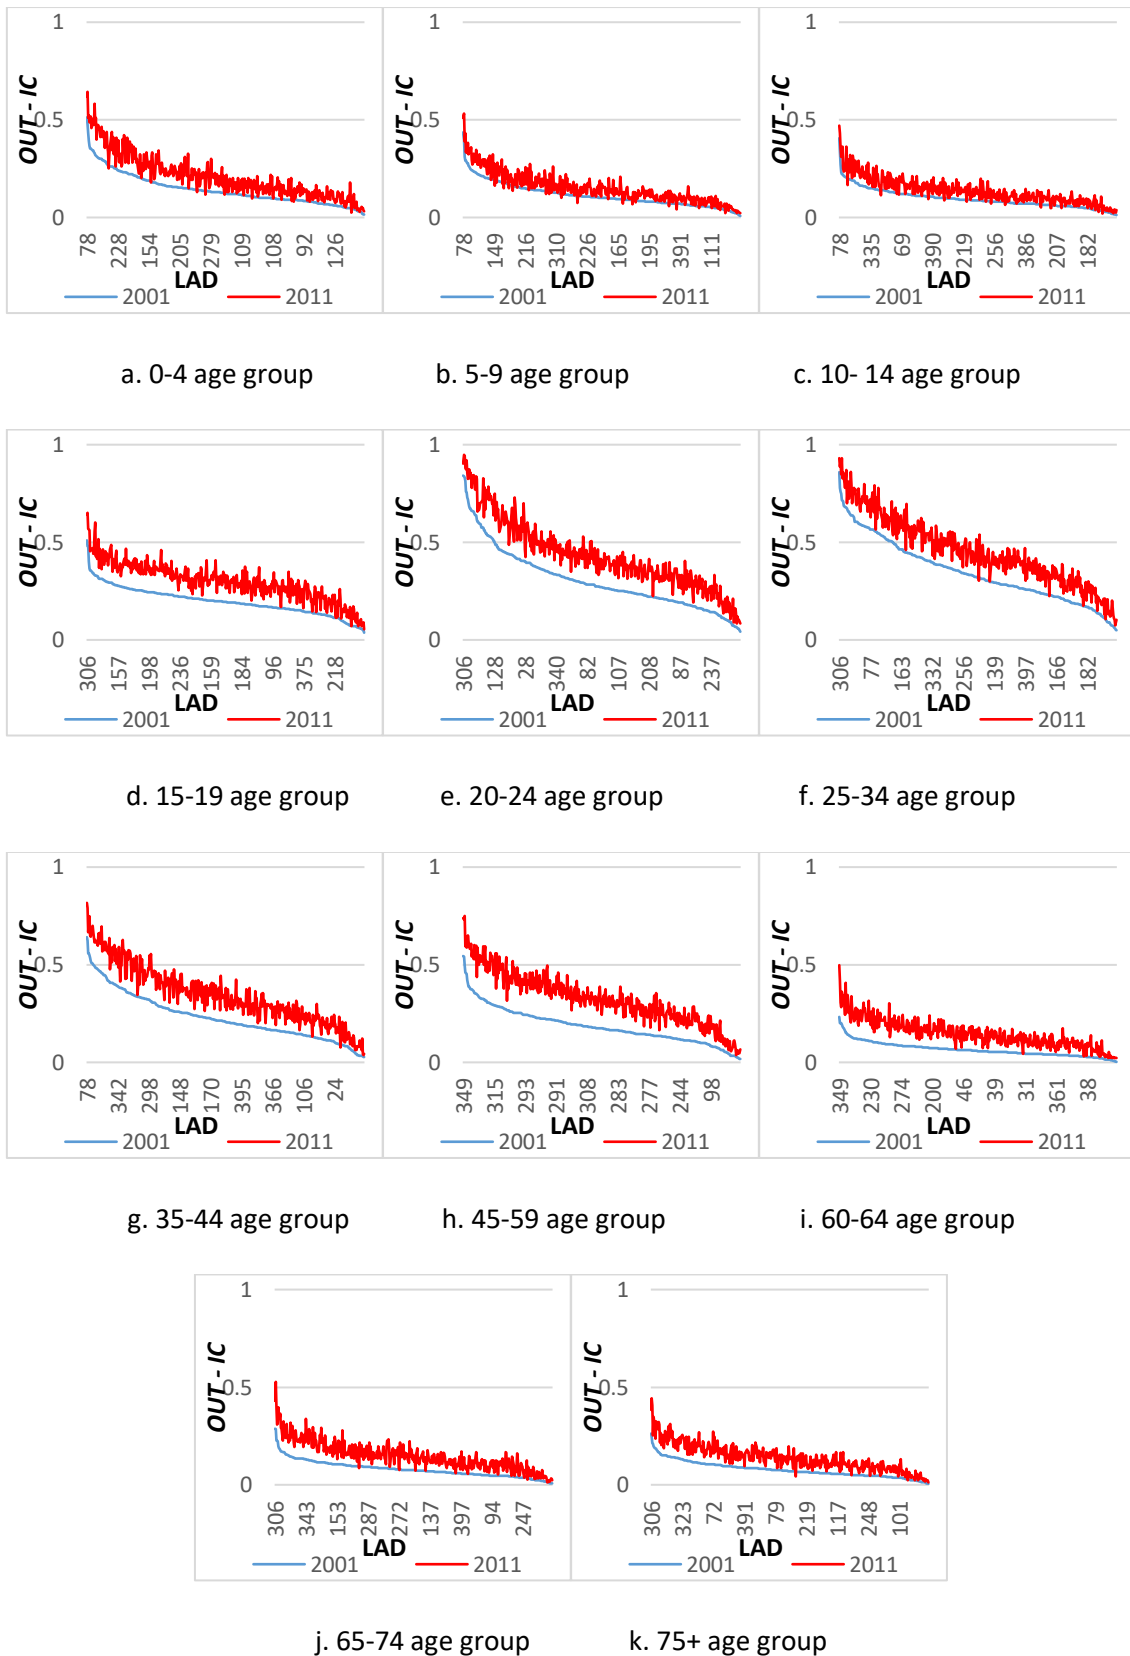 1
0.5
0
OUT - IC
78 228 154 205 279 109 108 92 126
LAD
2001 2011
1
0.5
0
OUT - IC
78 149 216 310 226 165 195 391 111
LAD
2001 2011
1
0.5
0
OUT - IC
78 335 69 390 219 256 386 207 182
LAD
2001 2011
a. 0-4 age group
b. 5-9 age group
c. 10- 14 age group
1
0.5
0
OUT - IC
306 157 198 236 159 184 96 375 218
LAD
2001 2011
1
0.5
0
OUT - IC
306 128 28 340 82 107 208 87 237
LAD
2001 2011
1
0.5
0
OUT - IC
306 77 163 332 256 139 397 166 182
LAD
2001 2011
d. 15-19 age group
e. 20-24 age group
f. 25-34 age group
1
0.5
0
OUT - IC
78 342 298 148 170 395 366 106 24
LAD
2001 2011
1
0.5
0
OUT - IC
349 315 293 291 308 283 277 244 98
LAD
2001 2011
1
0.5
0
OUT - IC
349 230 274 200 46 39 31 361 38
LAD
2001 2011
g. 35-44 age group
h. 45-59 age group
i. 60-64 age group
1
0.5
0
OUT - IC
306 343 153 287 272 137 397 94 247
LAD
2001 2011
1
0.5
0
OUT - IC
306 323 72 391 79 219 117 248 101
LAD
2001 2011
j. 65-74 age group
k. 75+ age group